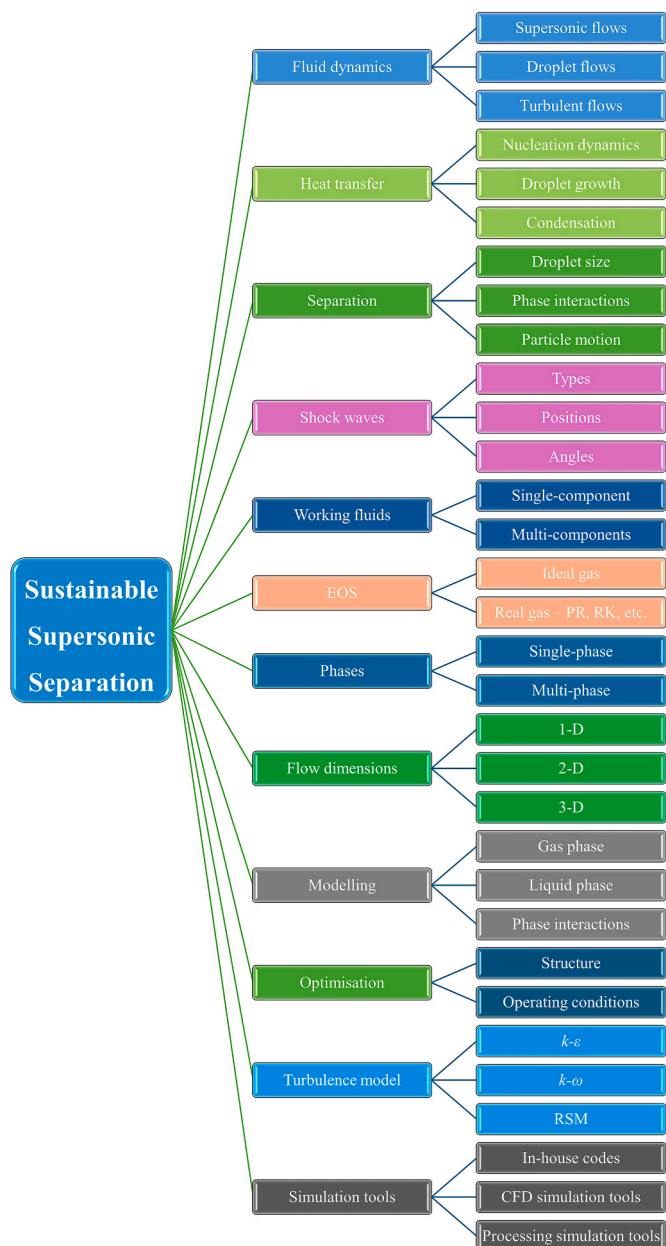 Sustainable
Supersonic
Separation
Fluid dynamics
Supersonic flows
Droplet flows
Turbulent flows
Heat transfer
Nucleation dynamics
Droplet growth
Condensation
Separation
Droplet size
Phase interactions
Particle motion
Shock waves
Types
Positions
Angles
Working fluids
Single-component
Multi-components
EOS
Ideal gas
Real gas – PR, RK, etc.
Phases
Single-phase
Multi-phase
Flow dimensions
1-D
2-D
3-D
Modelling
Gas phase
Liquid phase
Phase interactions
Optimisation
Structure
Operating conditions
Turbulence model
k-ε
k-ω
RSM
Simulation tools
In-house codes
CFD simulation tools
Processing simulation tools